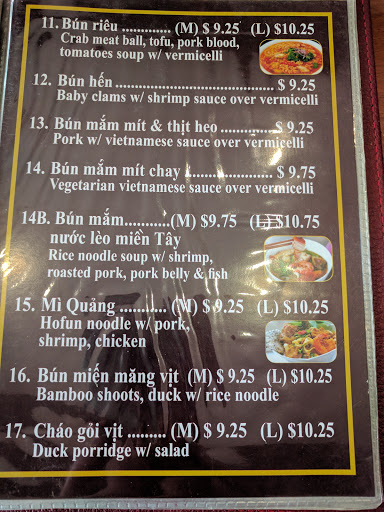 11. Bún riêu ............. (M) $ 9.25 (L) $10.25
Crab meat ball, tofu, pork blood,
tomatoes soup w/ vermicelli
12. Bún hến ........................................ $ 9.25
Baby clams w/ shrimp sauce over vermicelli
13. Bún mắm mít & thịt heo .............. $ 9.25
Pork w/ vietnamese sauce over vermicelli
14. Bún mắm mít chay ...................... $ 9.75
Vegetarian vietnamese sauce over vermicelli
14B. Bún mắm............(M) $9.75 (L) $10.75
nước lèo miền Tây
Rice noodle soup w/ shrimp,
roasted pork, pork belly & fish
15. Mì Quảng ........... (M) $ 9.25 (L) $10.25
Hofun noodle w/ pork,
shrimp, chicken
16. Bún miến măng vịt (M) $ 9.25 (L) $10.25
Bamboo shoots, duck w/ rice noodle
17. Cháo gỏi vịt ......... (M) $ 9.25 (L) $10.25
Duck porridge w/ salad